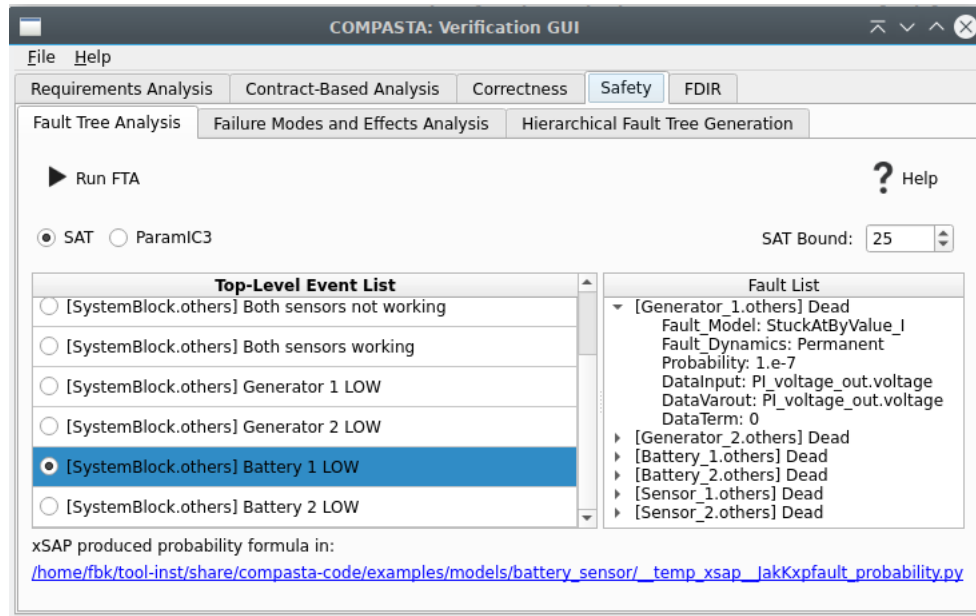 COMPASTA: Verification GUI
File Help
Requirements Analysis Contract-Based Analysis Correctness Safety FDIR
Fault Tree Analysis Failure Modes and Effects Analysis Hierarchical Fault Tree Generation
Run FTA
? Help
SAT ParamIC3
SAT Bound: 25
Top-Level Event List
[SystemBlock.others] Both sensors not working
[SystemBlock.others] Both sensors working
[SystemBlock.others] Generator 1 LOW
[SystemBlock.others] Generator 2 LOW
[SystemBlock.others] Battery 1 LOW
[SystemBlock.others] Battery 2 LOW
Fault List
[Generator_1.others] Dead
Fault_Model: StuckAtByValue_I
Fault_Dynamics: Permanent
Probability: 1.e-7
DataInput: PI_voltage_out.voltage
DataVarout: PI_voltage_out.voltage
DataTerm: 0
[Generator_2.others] Dead
[Battery_1.others] Dead
[Battery_2.others] Dead
[Sensor_1.others] Dead
[Sensor_2.others] Dead
xSAP produced probability formula in:
/home/fbk/tool-inst/share/compasta-code/examples/models/battery_sensor/__temp_xsap__JakKxpfault_probability.py